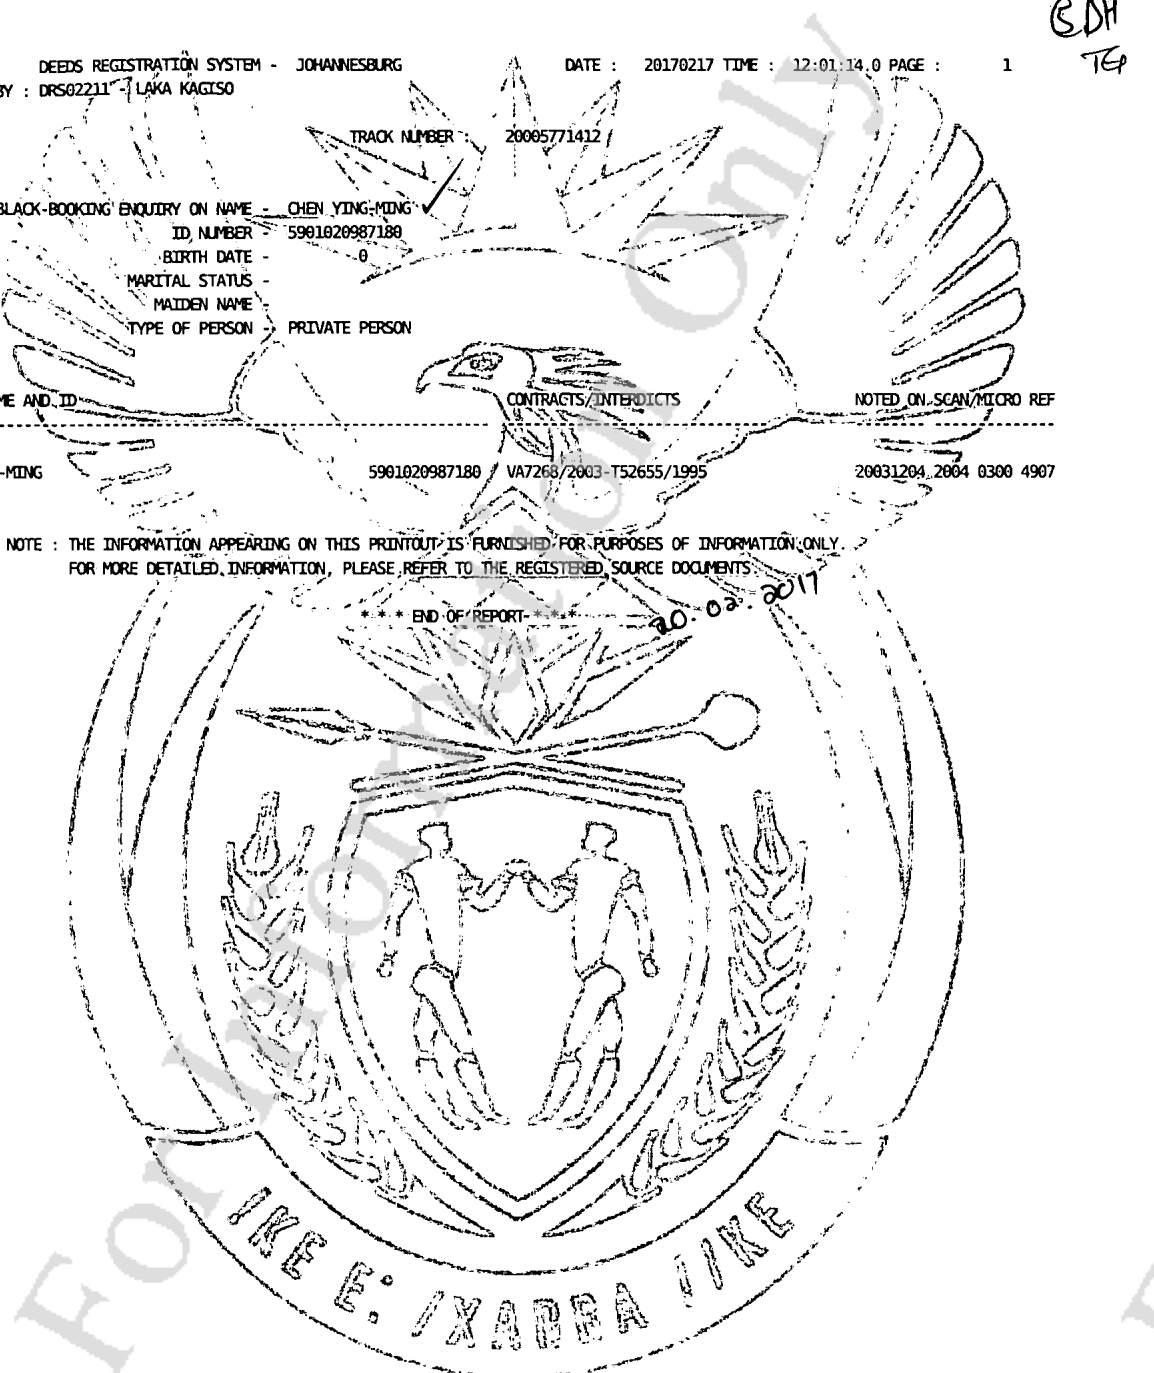 DEEDS REGISTRATION SYSTEM - JOHANNESBURG DATE : 20170217 TIME : 12:01:14.0 PAGE : 1
BY : DRS02211 - LAKA KAGISO
TRACK NUMBER : 20005771412
BLACK-BOOKING ENQUIRY ON NAME - CHEN YING-MING
ID NUMBER - 5901020987180
BIRTH DATE - 0
MARITAL STATUS -
MAIDEN NAME -
TYPE OF PERSON - PRIVATE PERSON
ME AND ID CONTRACTS/INTERDICTS NOTED ON SCAN/MICRO REF
-MING 5901020987180 VA7268/2003-T52655/1995 20031204 2004 0300 4907
NOTE : THE INFORMATION APPEARING ON THIS PRINTOUT IS FURNISHED FOR PURPOSES OF INFORMATION ONLY.
FOR MORE DETAILED INFORMATION, PLEASE REFER TO THE REGISTERED SOURCE DOCUMENTS.
* * * END OF REPORT * * *
20.02.2017
For Information Only
!KE E: /XARRA //KE